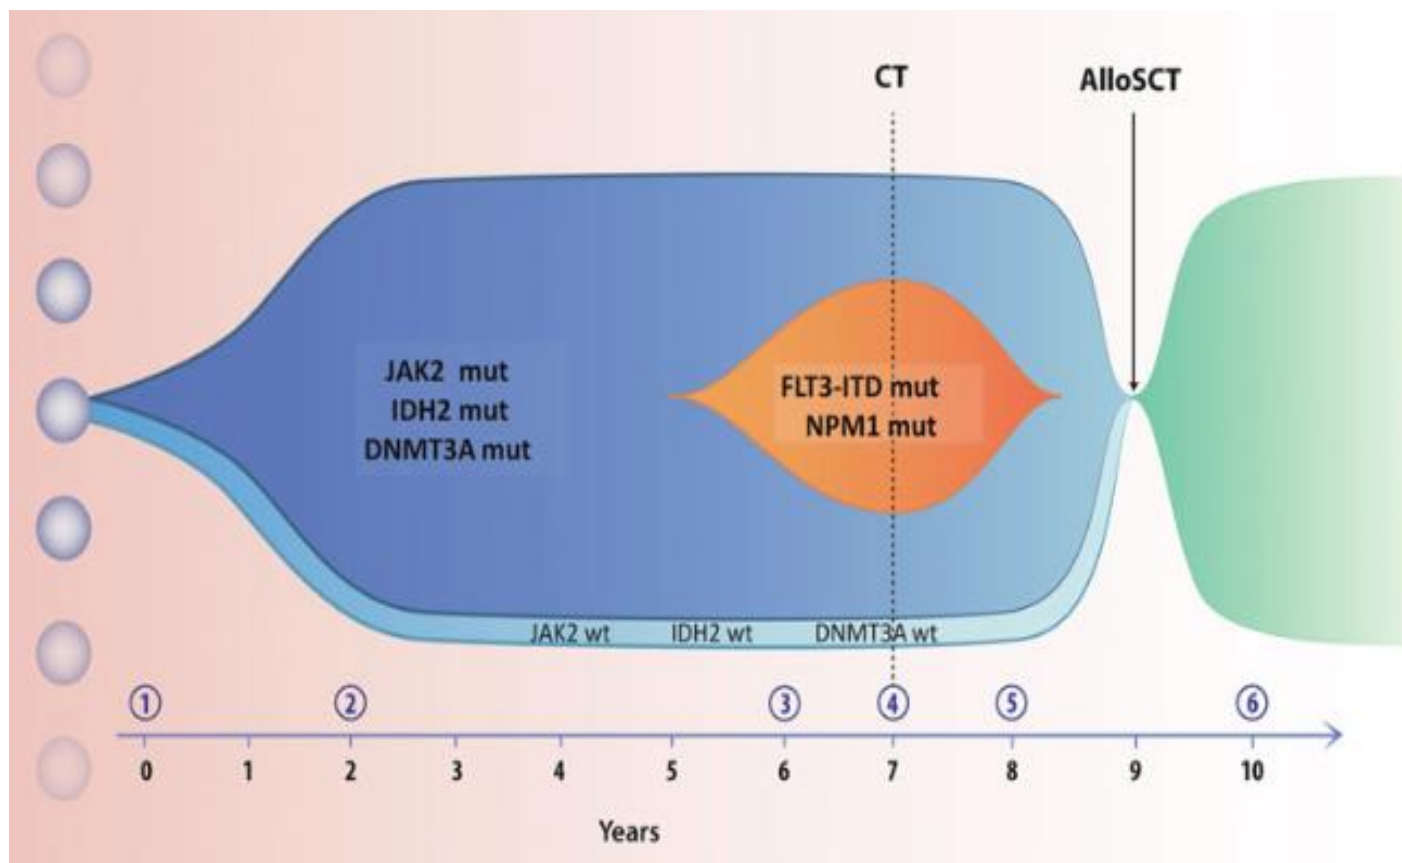 CT
AlloSCT
JAK2 mut
IDH2 mut
DNMT3A mut
FLT3-ITD mut
NPM1 mut
JAK2 wt IDH2 wt DNMT3A wt
1 2 3 4 5 6
0 1 2 3 4 5 6 7 8 9 10
Years